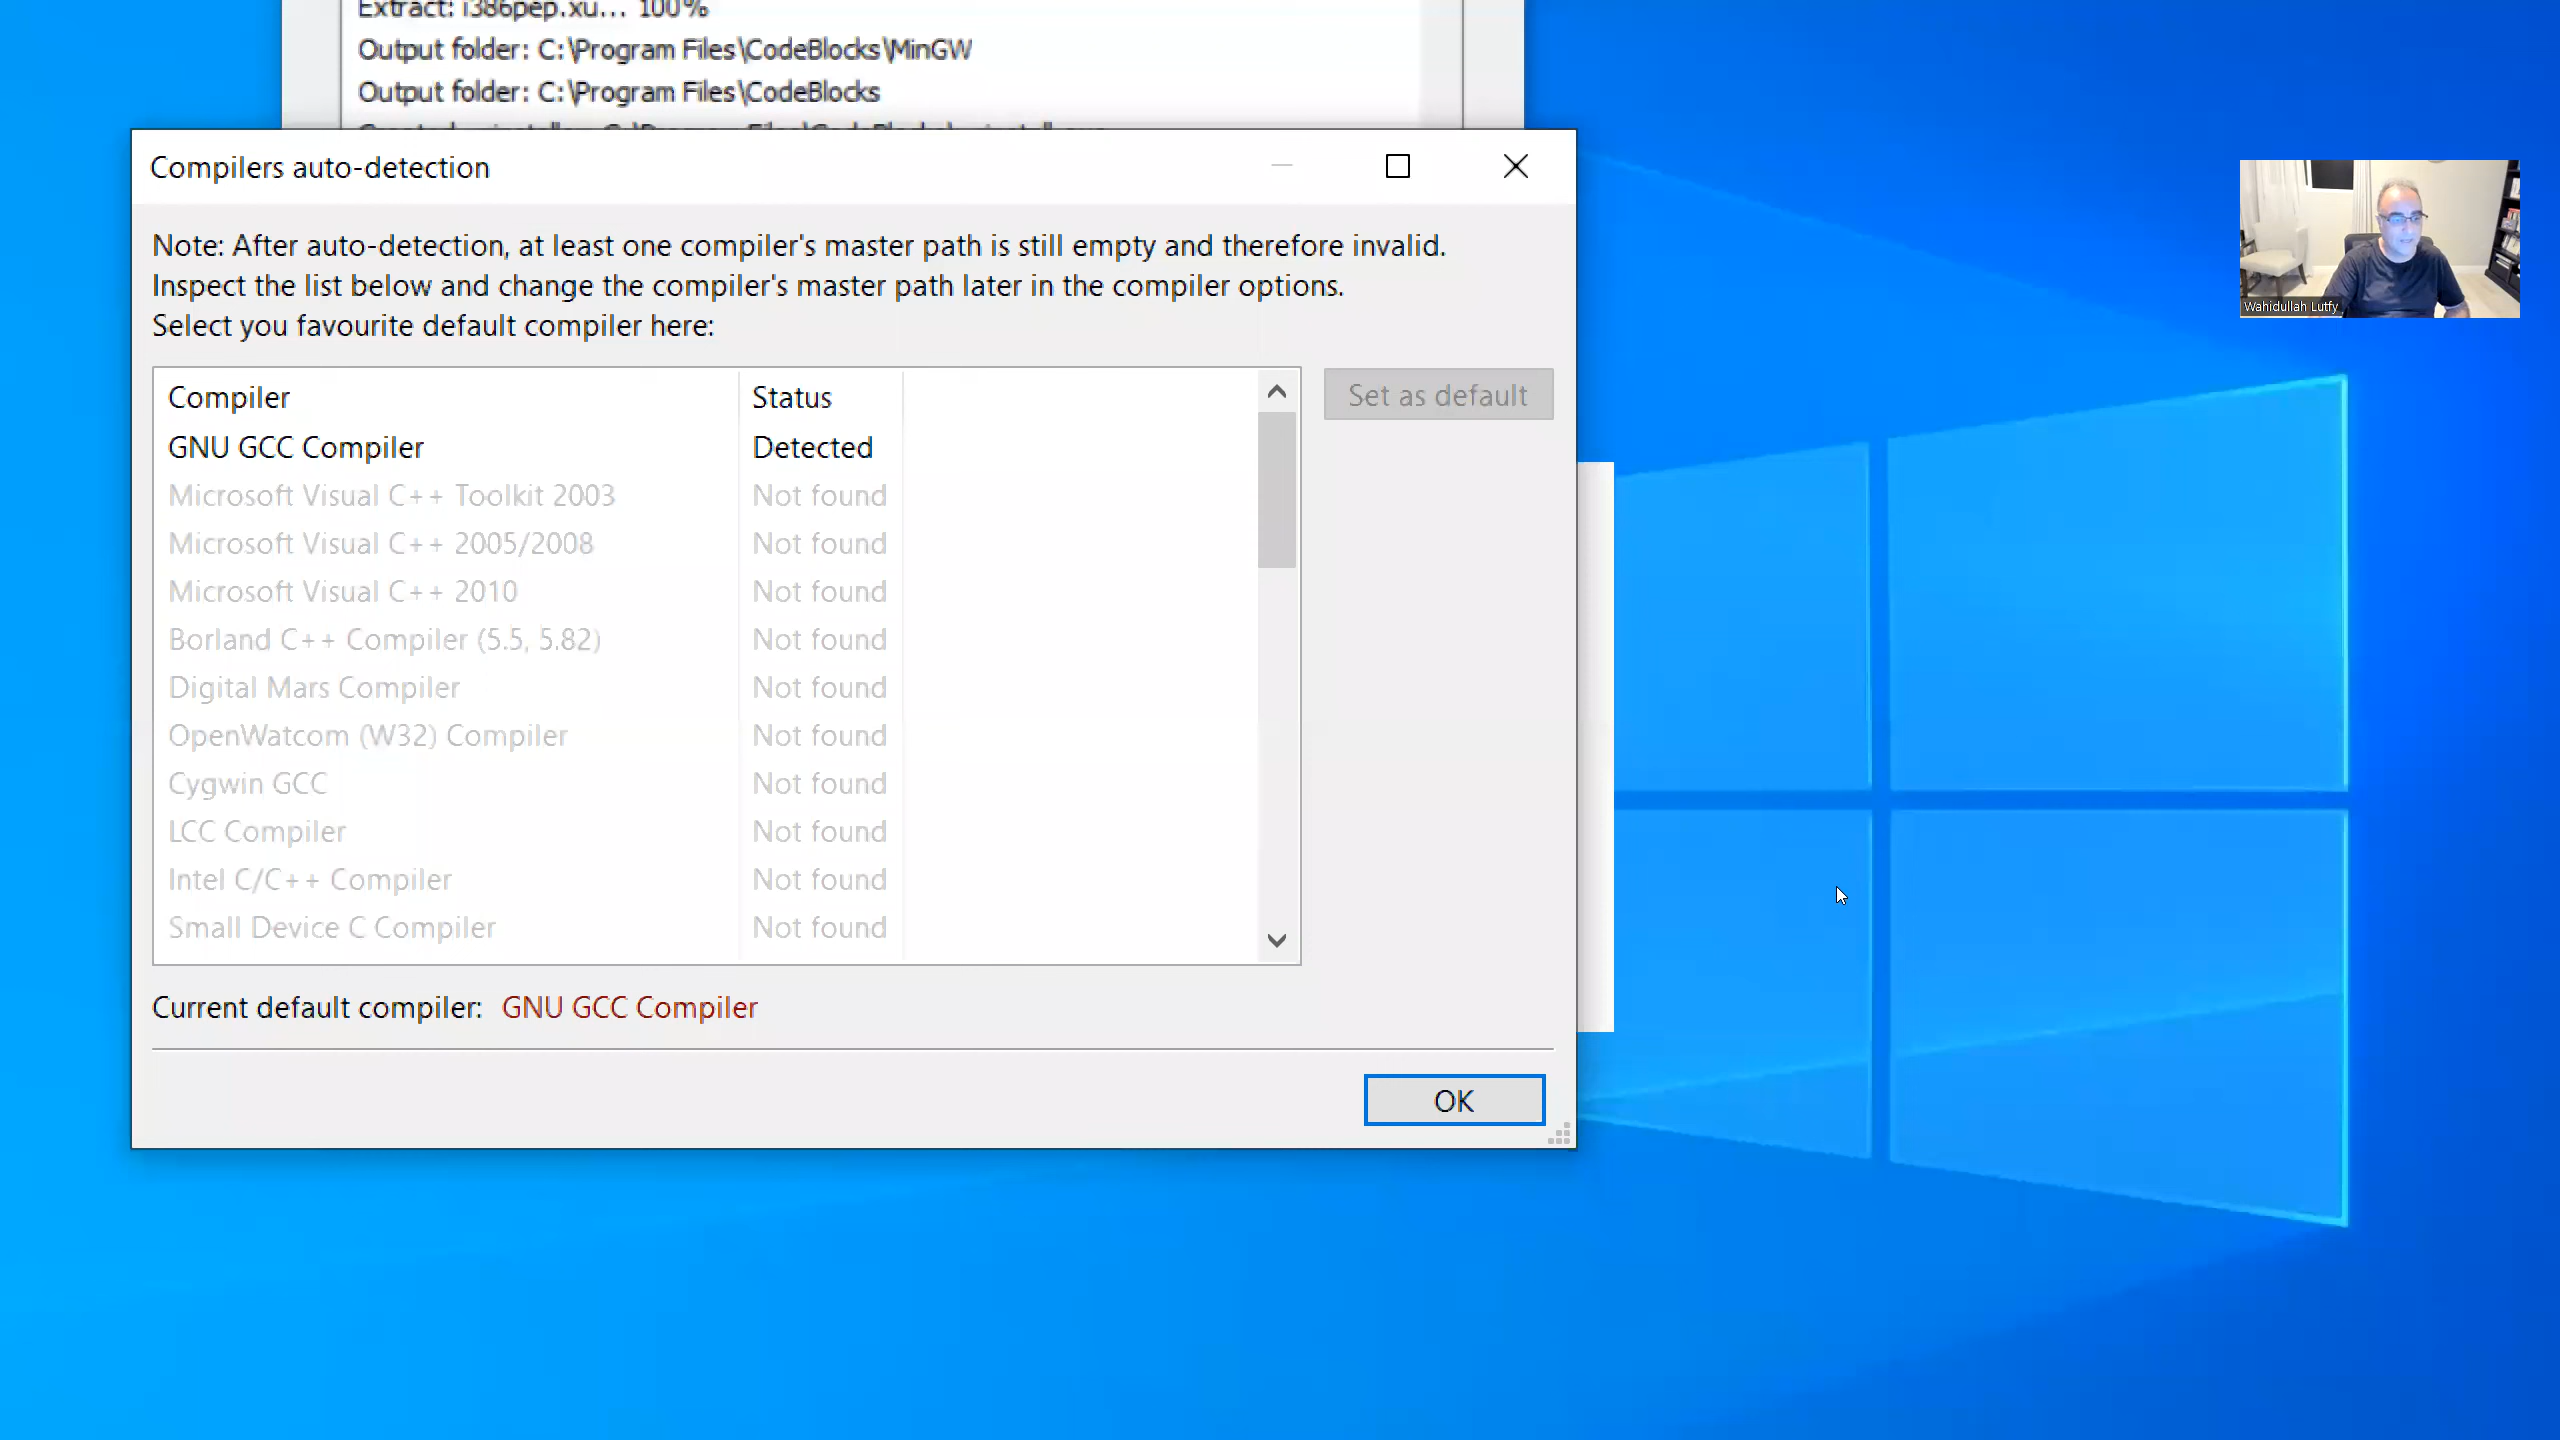 Extract: i386pep.xu... 100%
Output folder: C:\Program Files\CodeBlocks\MinGW
Output folder: C:\Program Files\CodeBlocks
Compilers auto-detection
Note: After auto-detection, at least one compiler's master path is still empty and therefore invalid.
Inspect the list below and change the compiler's master path later in the compiler options.
Select you favourite default compiler here:
Compiler Status
Set as default
GNU GCC Compiler Detected
Microsoft Visual C++ Toolkit 2003 Not found
Microsoft Visual C++ 2005/2008 Not found
Microsoft Visual C++ 2010 Not found
Borland C++ Compiler (5.5, 5.82) Not found
Digital Mars Compiler Not found
OpenWatcom (W32) Compiler Not found
Cygwin GCC Not found
LCC Compiler Not found
Intel C/C++ Compiler Not found
Small Device C Compiler Not found
Current default compiler: GNU GCC Compiler
OK
Wahidullah Lutfy